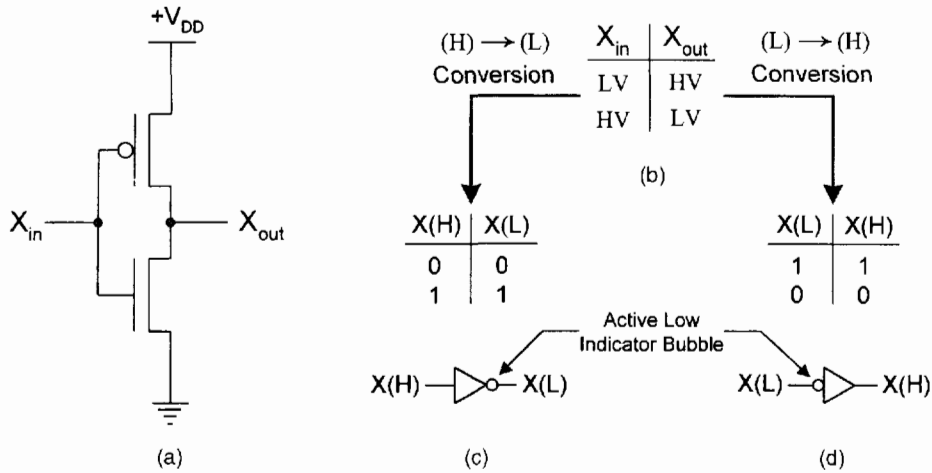 +V_DD
X_in
X_out
(a)
(H) → (L)
Conversion
X_in X_out
LV HV
HV LV
(b)
(L) → (H)
Conversion
X(H) X(L)
0 0
1 1
X(L) X(H)
1 1
0 0
Active Low
Indicator Bubble
X(H) X(L)
(c)
X(L) X(H)
(d)